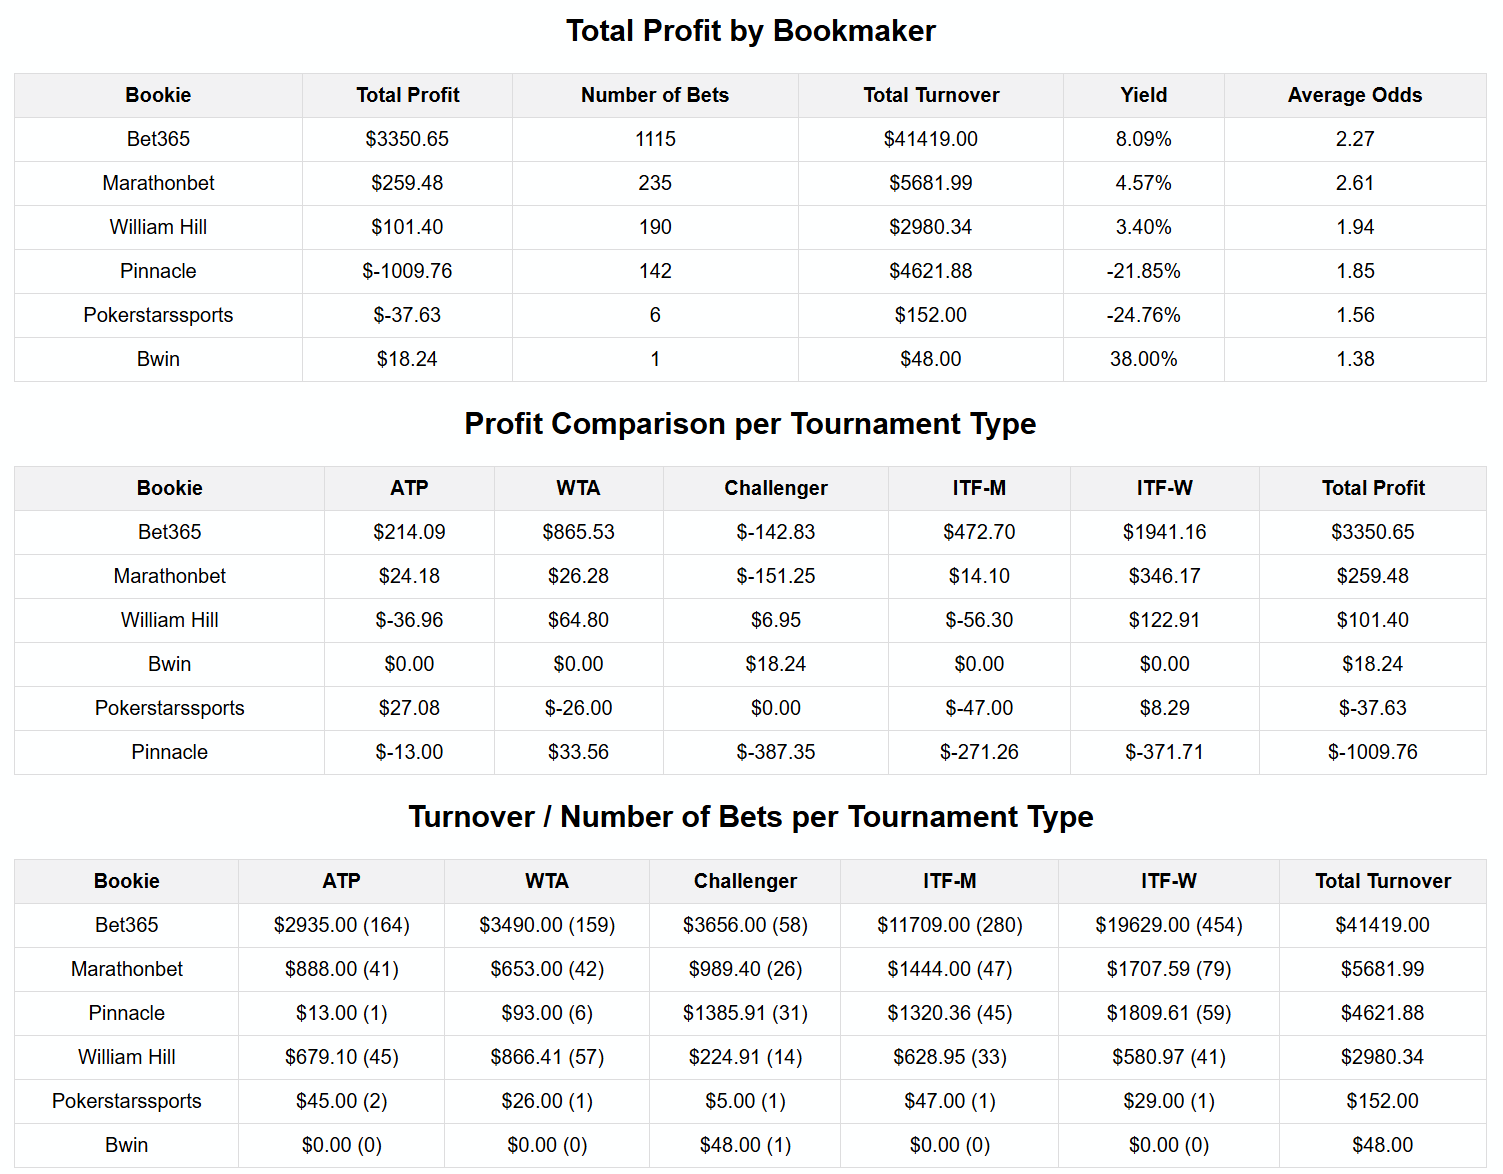 Total Profit by Bookmaker
Bookie Total Profit Number of Bets Total Turnover Yield Average Odds
Bet365 $3350.65 1115 $41419.00 8.09% 2.27
Marathonbet $259.48 235 $5681.99 4.57% 2.61
William Hill $101.40 190 $2980.34 3.40% 1.94
Pinnacle $-1009.76 142 $4621.88 -21.85% 1.85
Pokerstarssports $-37.63 6 $152.00 -24.76% 1.56
Bwin $18.24 1 $48.00 38.00% 1.38
Profit Comparison per Tournament Type
Bookie ATP WTA Challenger ITF-M ITF-W Total Profit
Bet365 $214.09 $865.53 $-142.83 $472.70 $1941.16 $3350.65
Marathonbet $24.18 $26.28 $-151.25 $14.10 $346.17 $259.48
William Hill $-36.96 $64.80 $6.95 $-56.30 $122.91 $101.40
Bwin $0.00 $0.00 $18.24 $0.00 $0.00 $18.24
Pokerstarssports $27.08 $-26.00 $0.00 $-47.00 $8.29 $-37.63
Pinnacle $-13.00 $33.56 $-387.35 $-271.26 $-371.71 $-1009.76
Turnover / Number of Bets per Tournament Type
Bookie ATP WTA Challenger ITF-M ITF-W Total Turnover
Bet365 $2935.00 (164) $3490.00 (159) $3656.00 (58) $11709.00 (280) $19629.00 (454) $41419.00
Marathonbet $888.00 (41) $653.00 (42) $989.40 (26) $1444.00 (47) $1707.59 (79) $5681.99
Pinnacle $13.00 (1) $93.00 (6) $1385.91 (31) $1320.36 (45) $1809.61 (59) $4621.88
William Hill $679.10 (45) $866.41 (57) $224.91 (14) $628.95 (33) $580.97 (41) $2980.34
Pokerstarssports $45.00 (2) $26.00 (1) $5.00 (1) $47.00 (1) $29.00 (1) $152.00
Bwin $0.00 (0) $0.00 (0) $48.00 (1) $0.00 (0) $0.00 (0) $48.00